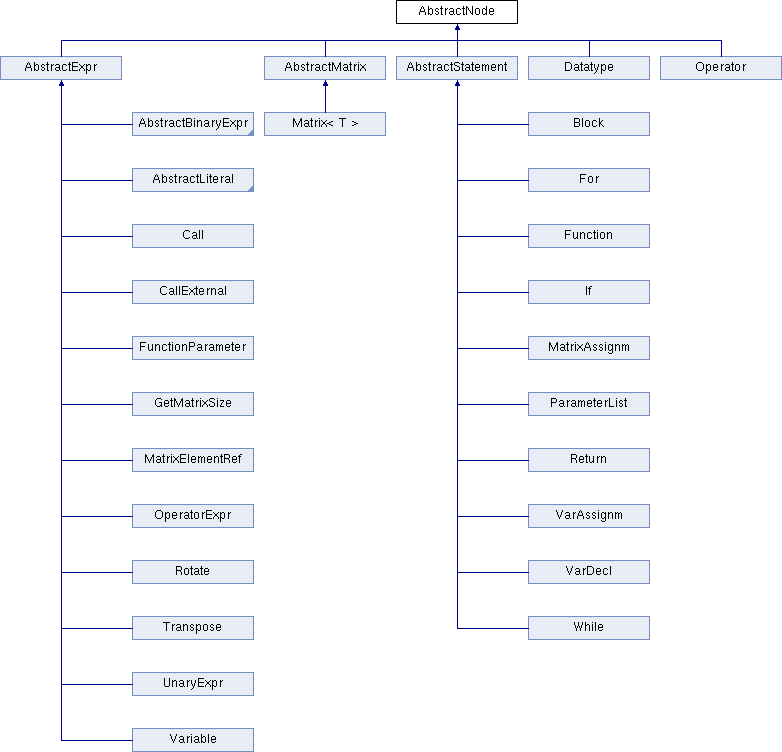 AbstractNode
AbstractExpr
AbstractMatrix
AbstractStatement
Datatype
Operator
AbstractBinaryExpr
Matrix< T >
Block
AbstractLiteral
For
Call
Function
CallExternal
If
FunctionParameter
MatrixAssignm
GetMatrixSize
ParameterList
MatrixElementRef
Return
OperatorExpr
VarAssignm
Rotate
VarDecl
Transpose
While
UnaryExpr
Variable